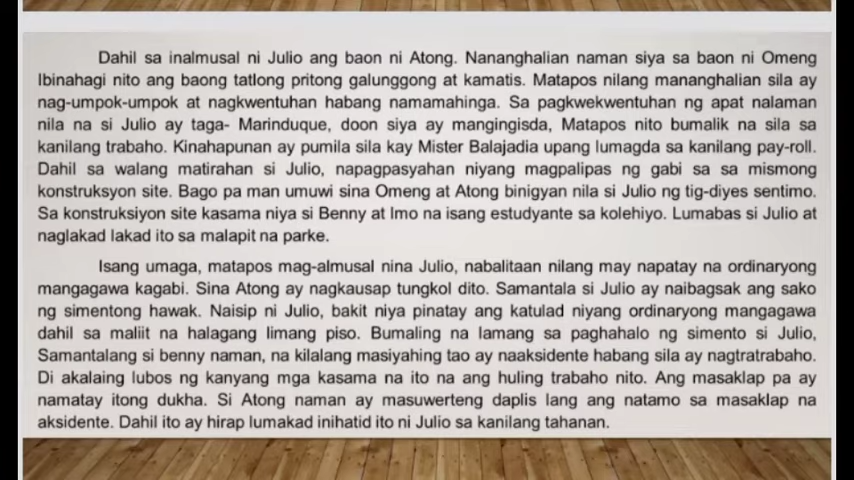 Dahil sa inalmusal ni Julio ang baon ni Atong. Nananghalian naman siya sa baon ni Omeng
Ibinahagi nito ang baong tatlong pritong galunggong at kamatis. Matapos nilang mananghalian sila ay
nag-umpok-umpok at nagkwentuhan habang namamahinga. Sa pagkwekwentuhan ng apat nalaman
nila na si Julio ay taga- Marinduque, doon siya ay mangingisda, Matapos nito bumalik na sila sa
kanilang trabaho. Kinahapunan ay pumila sila kay Mister Balajadia upang lumagda sa kanilang pay-roll.
Dahil sa walang matirahan si Julio, napagpasyahan niyang magpalipas ng gabi sa sa mismong
konstruksyon site. Bago pa man umuwi sina Omeng at Atong binigyan nila si Julio ng tig-diyes sentimo.
Sa konstruksiyon site kasama niya si Benny at Imo na isang estudyante sa kolehiyo. Lumabas si Julio at
naglakad lakad ito sa malapit na parke.
Isang umaga, matapos mag-almusal nina Julio, nabalitaan nilang may napatay na ordinaryong
mangagawa kagabi. Sina Atong ay nagkausap tungkol dito. Samantala si Julio ay naibagsak ang sako
ng simentong hawak. Naisip ni Julio, bakit niya pinatay ang katulad niyang ordinaryong mangagawa
dahil sa maliit na halagang limang piso. Bumaling na lamang sa paghahalo ng simento si Julio,
Samantalang si benny naman, na kilalang masiyahing tao ay naaksidente habang sila ay nagtratrabaho.
Di akalaing lubos ng kanyang mga kasama na ito na ang huling trabaho nito. Ang masaklap pa ay
namatay itong dukha. Si Atong naman ay masuwerteng daplis lang ang natamo sa masaklap na
aksidente. Dahil ito ay hirap lumakad inihatid ito ni Julio sa kanilang tahanan.